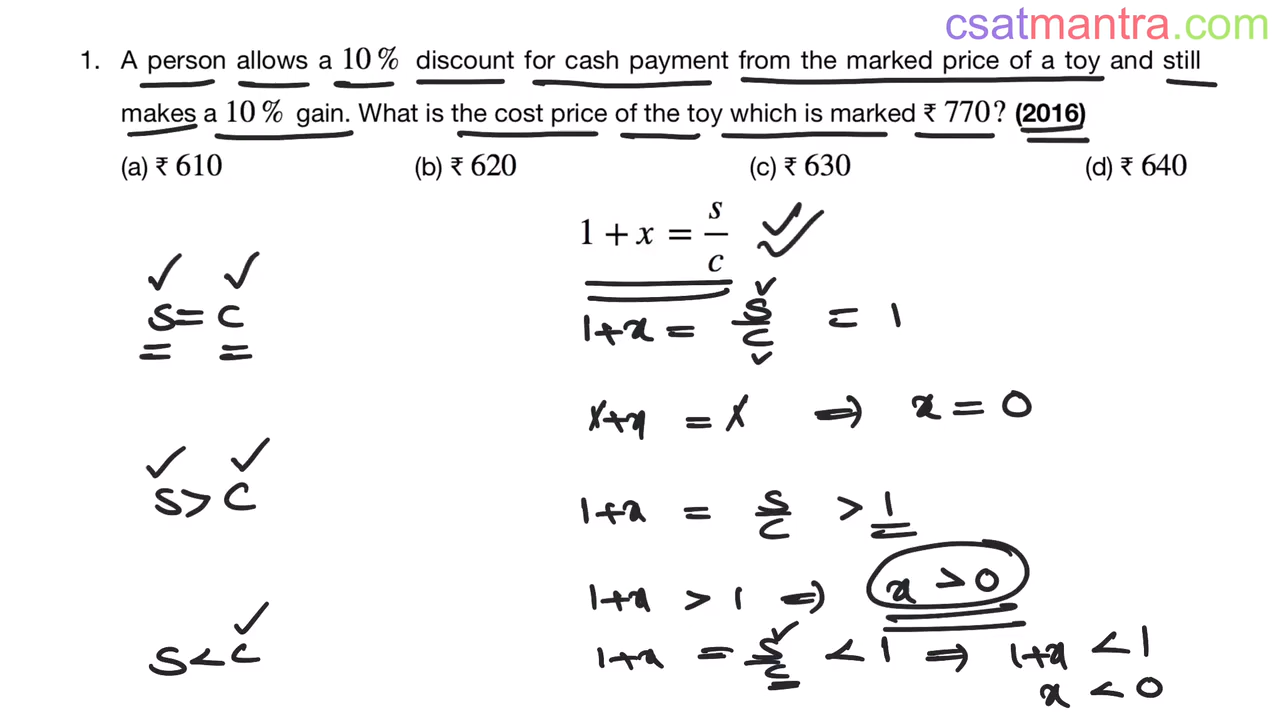 csatmantra.com
1. A person allows a 10 % discount for cash payment from the marked price of a toy and still
makes a 10 % gain. What is the cost price of the toy which is marked ₹ 770? (2016)
(a) ₹ 610 (b) ₹ 620 (c) ₹ 630 (d) ₹ 640
1 + x = s/c
s = c 1+x = s/c = 1
1+x = 1 ⇒ x = 0
s > c 1+x = s/c > 1
1+x > 1 ⇒ x > 0
s < c 1+x = s/c < 1 ⇒ 1+x < 1
x < 0